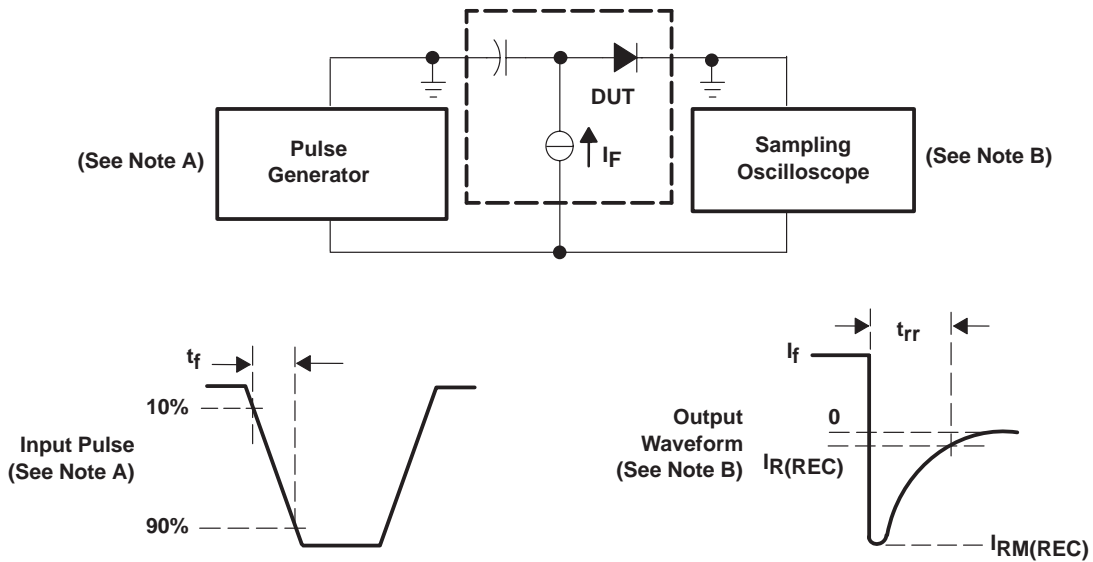 DUT
I_F
(See Note A)
Pulse
Generator
Sampling
Oscilloscope
(See Note B)
t_f
10%
Input Pulse
(See Note A)
90%
t_rr
I_f
0
Output
Waveform
(See Note B)
I_R(REC)
I_RM(REC)